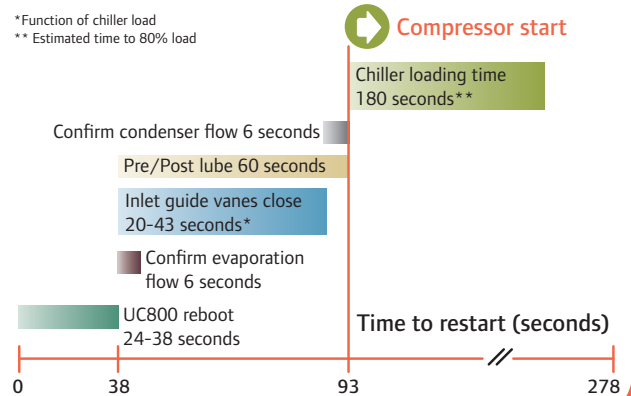 *Function of chiller load
** Estimated time to 80% load
Compressor start
Chiller loading time
180 seconds**
Confirm condenser flow 6 seconds
Pre/Post lube 60 seconds
Inlet guide vanes close
20-43 seconds*
Confirm evaporation
flow 6 seconds
UC800 reboot
24-38 seconds
Time to restart (seconds)
0 38 93 278